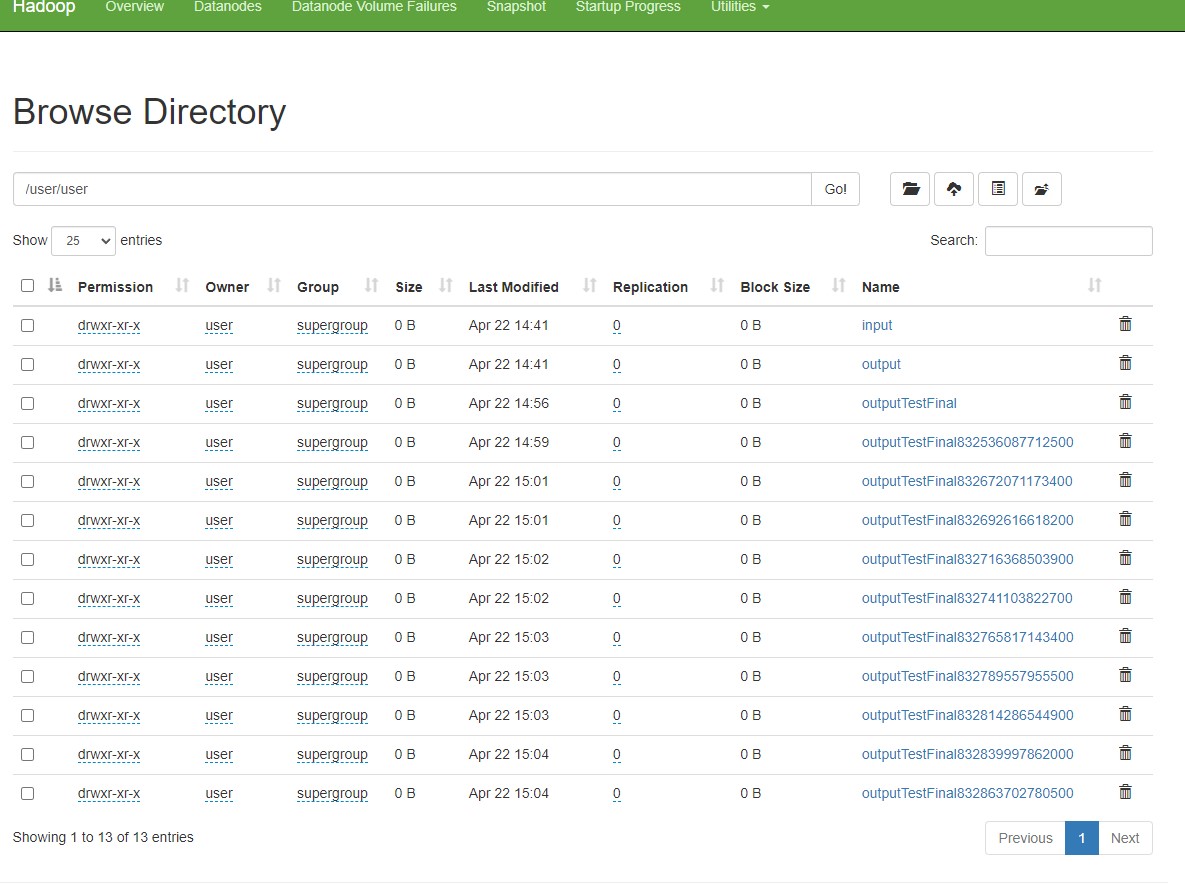 Hadoop Overview Datanodes Datanode Volume Failures Snapshot Startup Progress Utilities
Browse Directory
/user/user Go!
Show 25 entries Search:
Permission Owner Group Size Last Modified Replication Block Size Name
drwxr-xr-x user supergroup 0 B Apr 22 14:41 0 0 B input
drwxr-xr-x user supergroup 0 B Apr 22 14:41 0 0 B output
drwxr-xr-x user supergroup 0 B Apr 22 14:56 0 0 B outputTestFinal
drwxr-xr-x user supergroup 0 B Apr 22 14:59 0 0 B outputTestFinal832536087712500
drwxr-xr-x user supergroup 0 B Apr 22 15:01 0 0 B outputTestFinal832672071173400
drwxr-xr-x user supergroup 0 B Apr 22 15:01 0 0 B outputTestFinal832692616618200
drwxr-xr-x user supergroup 0 B Apr 22 15:02 0 0 B outputTestFinal832716368503900
drwxr-xr-x user supergroup 0 B Apr 22 15:02 0 0 B outputTestFinal832741103822700
drwxr-xr-x user supergroup 0 B Apr 22 15:03 0 0 B outputTestFinal832765817143400
drwxr-xr-x user supergroup 0 B Apr 22 15:03 0 0 B outputTestFinal832789557955500
drwxr-xr-x user supergroup 0 B Apr 22 15:03 0 0 B outputTestFinal832814286544900
drwxr-xr-x user supergroup 0 B Apr 22 15:04 0 0 B outputTestFinal832839997862000
drwxr-xr-x user supergroup 0 B Apr 22 15:04 0 0 B outputTestFinal832863702780500
Showing 1 to 13 of 13 entries Previous 1 Next